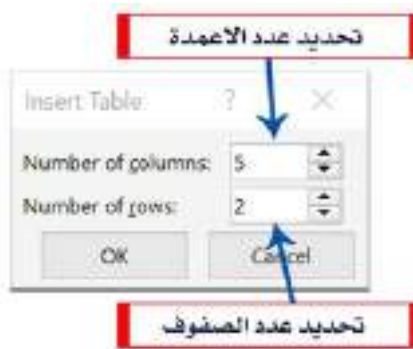 تحديد عدد الاعمدة
Insert Table ? ×
Number of columns: 5
Number of rows: 2
OK Cancel
تحديد عدد الصفوف